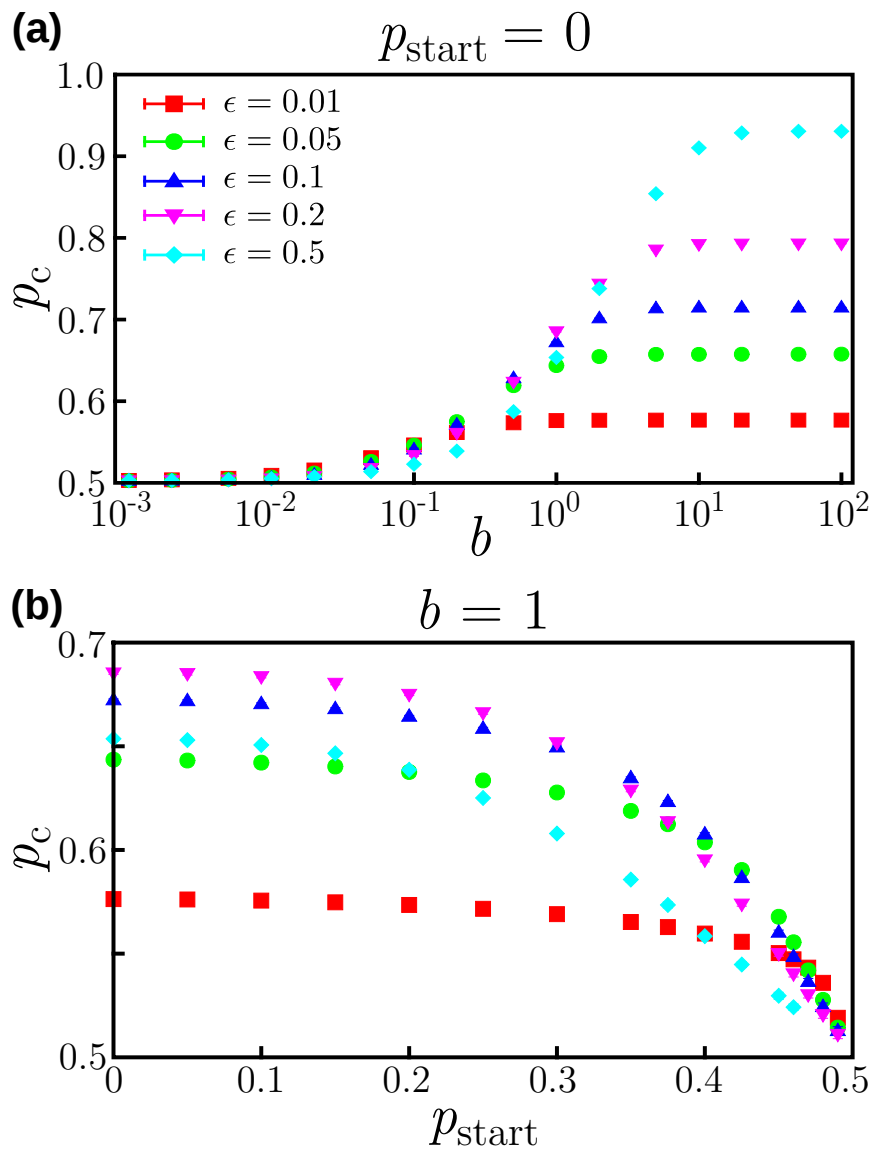 (a)
p_start = 0
1.0
0.9
0.8
0.7
0.6
0.5
p_c
ϵ = 0.01
ϵ = 0.05
ϵ = 0.1
ϵ = 0.2
ϵ = 0.5
10^-3 10^-2 10^-1 10^0 10^1 10^2
b
(b)
b = 1
0.7
0.6
0.5
p_c
0 0.1 0.2 0.3 0.4 0.5
p_start